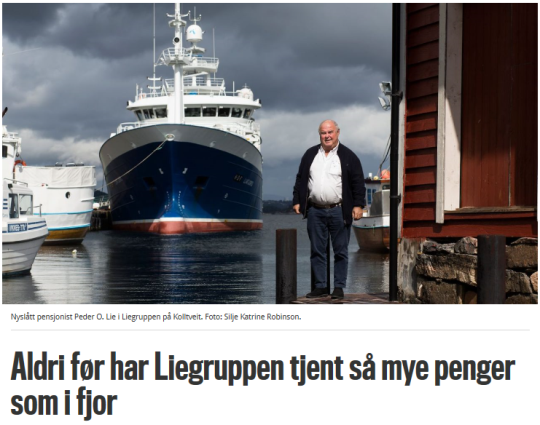 Nyslått pensjonist Peder O. Lie i Liegruppen på Kolltveit. Foto: Silje Katrine Robinson.
Aldri før har Liegruppen tjent så mye penger
som i fjor